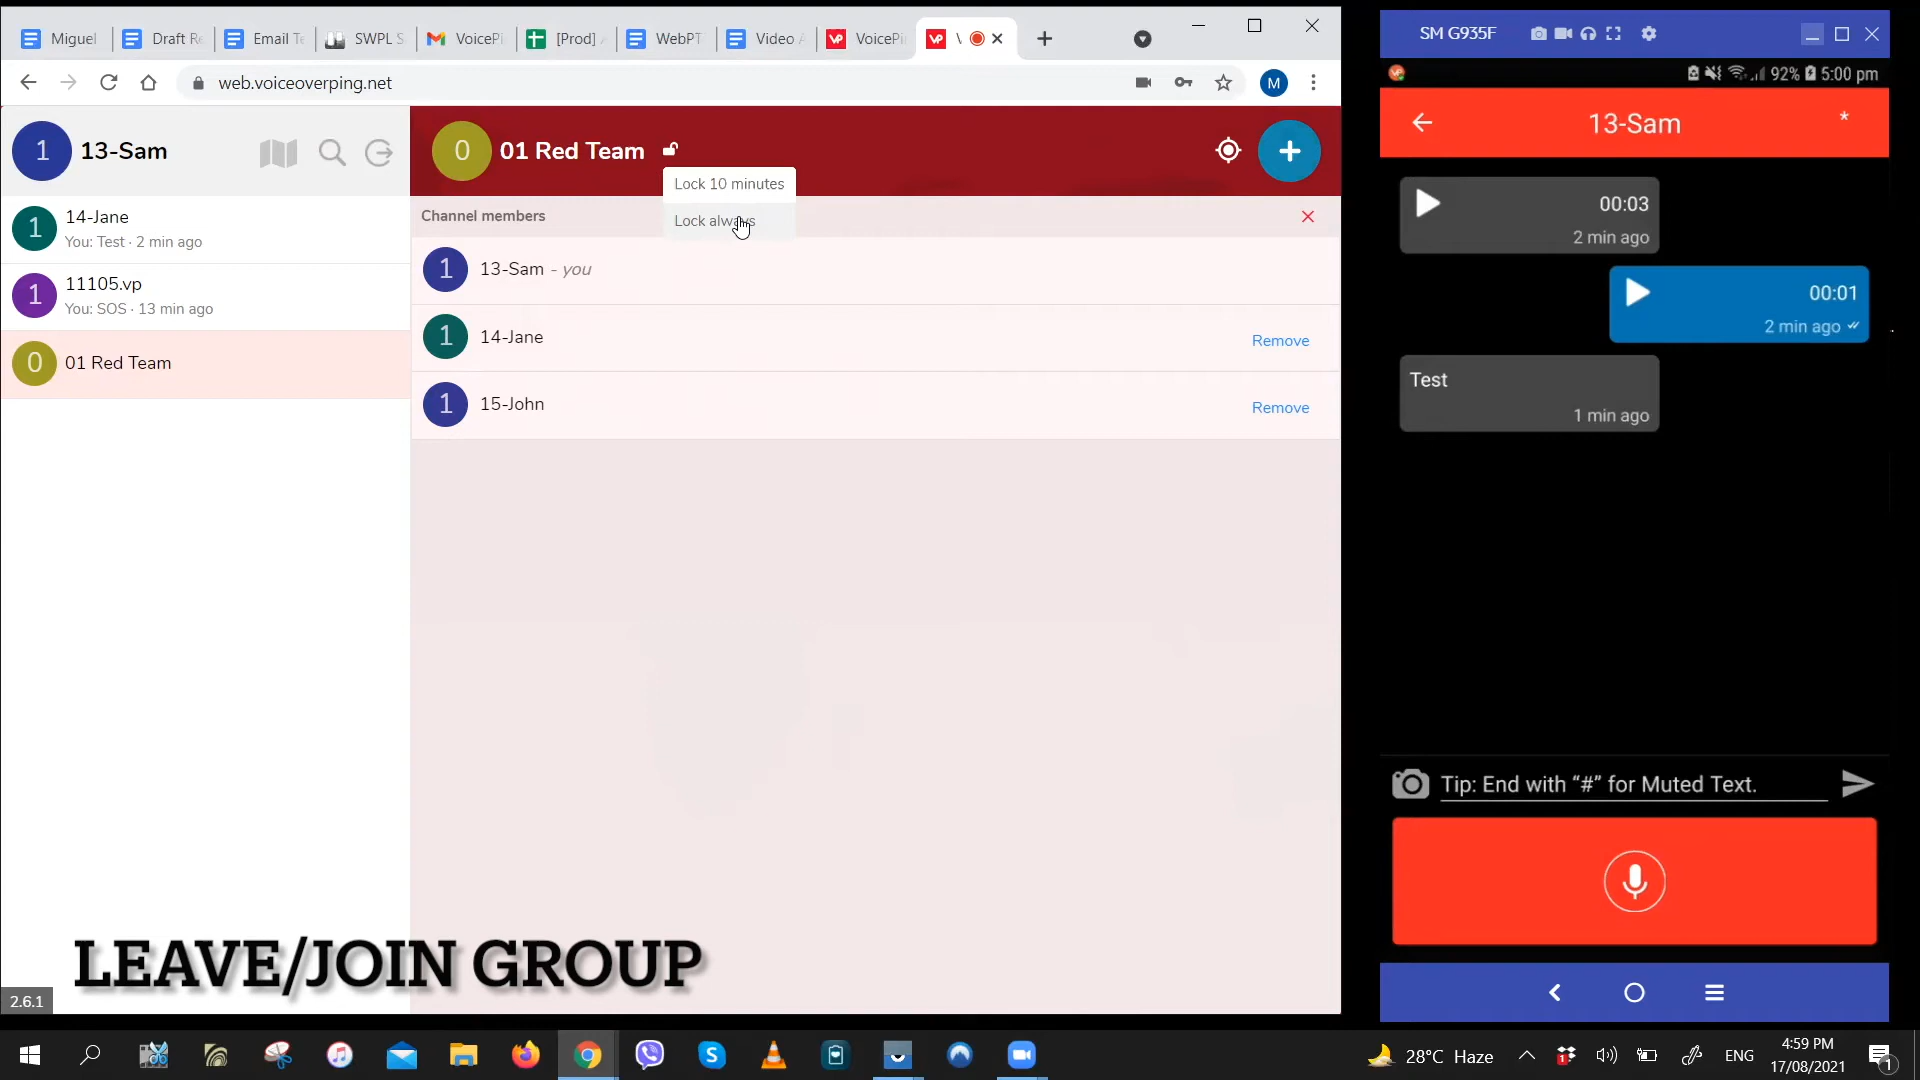 Miguel
Draft Re
Email Te
SWPL S
VoicePi
[Prod] A
WebPT
Video A
VoicePi
web.voiceoverping.net
M
1
13-Sam
1
14-Jane
You: Test · 2 min ago
1
11105.vp
You: SOS · 13 min ago
0
01 Red Team
0
01 Red Team
Lock 10 minutes
Lock always
Channel members
1
13-Sam - you
1
14-Jane
Remove
1
15-John
Remove
LEAVE/JOIN GROUP
2.6.1
SM G935F
92% 5:00 pm
13-Sam
*
00:03
2 min ago
00:01
2 min ago
Test
1 min ago
Tip: End with “#” for Muted Text.
28°C Haze
ENG
4:59 PM
17/08/2021
1